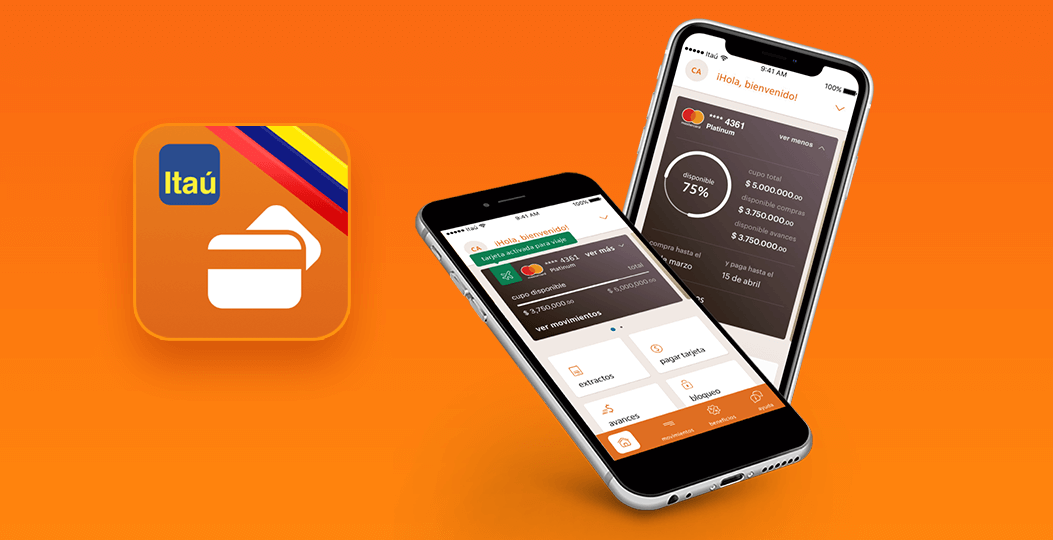 Itaú
Itaú
9:41 AM
100%
CA
¡Hola, bienvenido!
tarjeta activada para viaje
**** 4361
Platinum
ver más
cupo disponible
total
$ 3,750,000.00
$ 5,000,000.00
ver movimientos
extractos
pagar tarjeta
avances
bloqueo
movimientos
beneficios
ayuda
Itaú
9:41 AM
100%
CA
¡Hola, bienvenido!
**** 4361
Platinum
ver menos
disponible
75%
cupo total
$ 5.000.000.00
disponible compras
$ 3.750.000.00
disponible avances
$ 3.750.000.00
compra hasta el
marzo
y paga hasta el
15 de abril